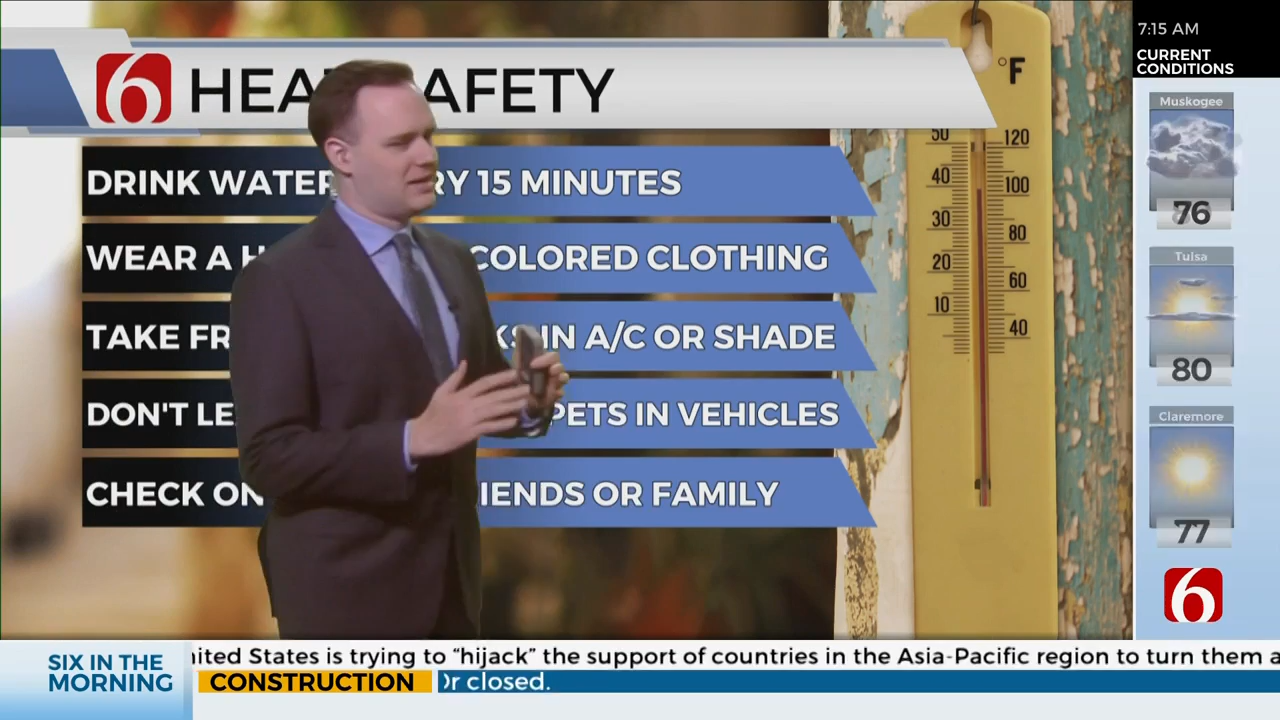 6 HEA AFETY
DRINK WATER RY 15 MINUTES
WEAR A H COLORED CLOTHING
TAKE FR KS IN A/C OR SHADE
DON'T LE PETS IN VEHICLES
CHECK ON IENDS OR FAMILY
°F
50 120
40 100
30 80
20 60
10 40
7:15 AM
CURRENT
CONDITIONS
Muskogee
76
Tulsa
80
Claremore
77
6
SIX IN THE
MORNING
nited States is trying to “hijack” the support of countries in the Asia-Pacific region to turn them a
CONSTRUCTION
Or closed.